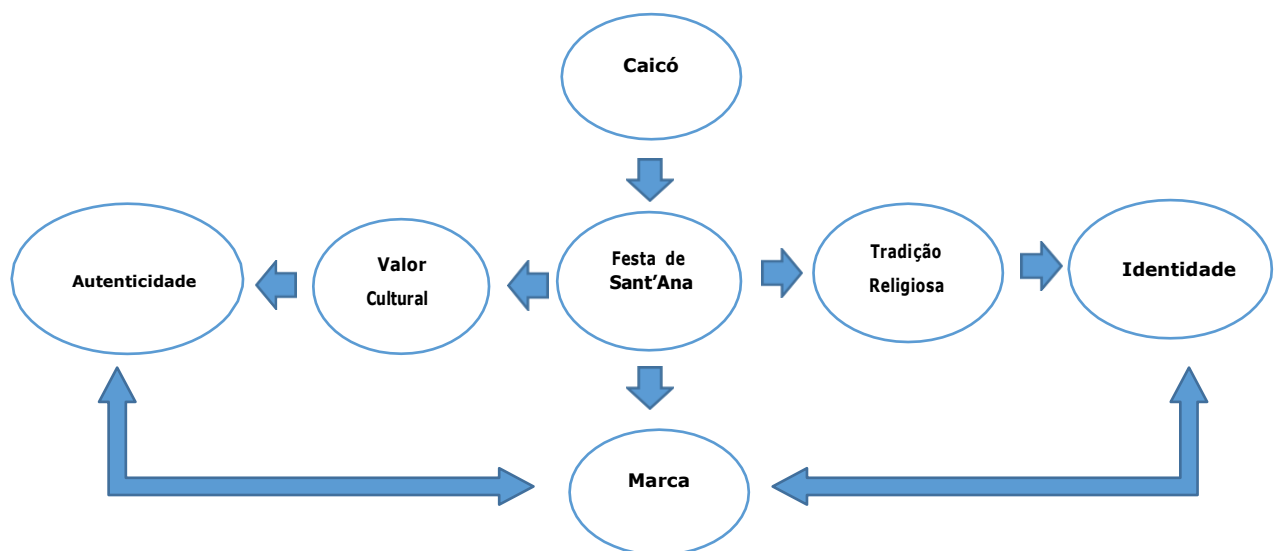 Caicó
Autenticidade
Valor
Cultural
Festa de
Sant’Ana
Tradição
Religiosa
Identidade
Marca